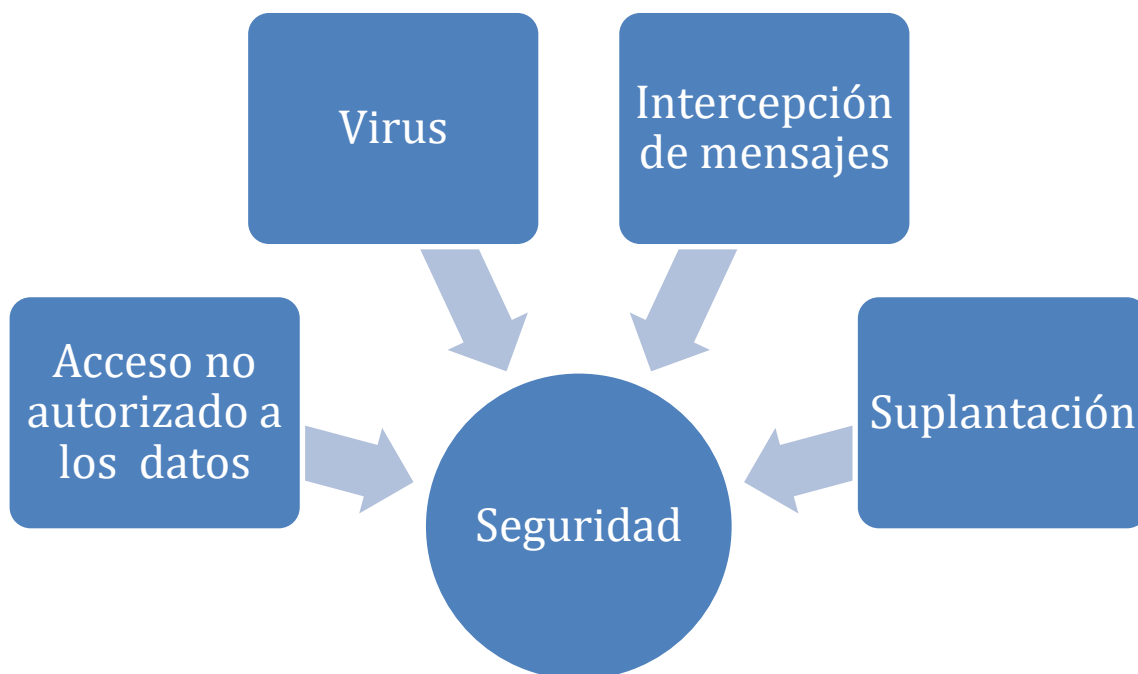 Virus
Intercepción
de mensajes
Acceso no
autorizado a
los  datos
Suplantación
Seguridad